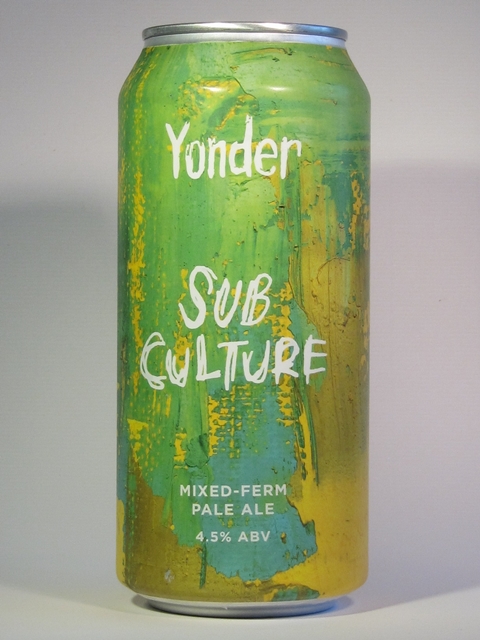 Yonder
SUB
CULTURE
MIXED-FERM
PALE ALE
4.5% ABV